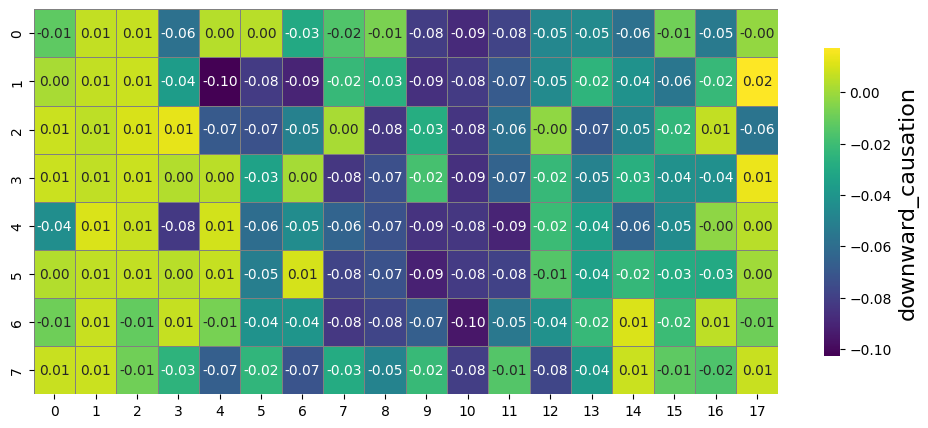 0 -0.01 0.01 0.01 -0.06 0.00 0.00 -0.03 -0.02 -0.01 -0.08 -0.09 -0.08 -0.05 -0.05 -0.06 -0.01 -0.05 -0.00
1 0.00 0.01 0.01 -0.04 -0.10 -0.08 -0.09 -0.02 -0.03 -0.09 -0.08 -0.07 -0.05 -0.02 -0.04 -0.06 -0.02 0.02
2 0.01 0.01 0.01 0.01 -0.07 -0.07 -0.05 0.00 -0.08 -0.03 -0.08 -0.06 -0.00 -0.07 -0.05 -0.02 0.01 -0.06
3 0.01 0.01 0.01 0.00 0.00 -0.03 0.00 -0.08 -0.07 -0.02 -0.09 -0.07 -0.02 -0.05 -0.03 -0.04 -0.04 0.01
4 -0.04 0.01 0.01 -0.08 0.01 -0.06 -0.05 -0.06 -0.07 -0.09 -0.08 -0.09 -0.02 -0.04 -0.06 -0.05 -0.00 0.00
5 0.00 0.01 0.01 0.00 0.01 -0.05 0.01 -0.08 -0.07 -0.09 -0.08 -0.08 -0.01 -0.04 -0.02 -0.03 -0.03 0.00
6 -0.01 0.01 -0.01 0.01 -0.01 -0.04 -0.04 -0.08 -0.08 -0.07 -0.10 -0.05 -0.04 -0.02 0.01 -0.02 0.01 -0.01
7 0.01 0.01 -0.01 -0.03 -0.07 -0.02 -0.07 -0.03 -0.05 -0.02 -0.08 -0.01 -0.08 -0.04 0.01 -0.01 -0.02 0.01
0 1 2 3 4 5 6 7 8 9 10 11 12 13 14 15 16 17
0.00
−0.02
−0.04
−0.06
−0.08
−0.10
downward_causation